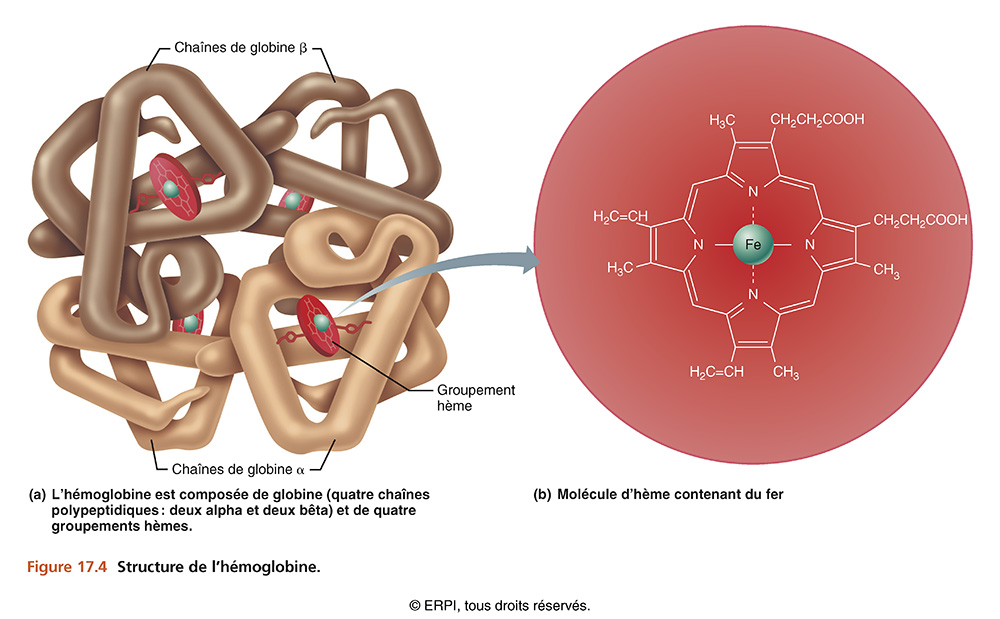 Chaînes de globine β
Groupement
hème
Chaînes de globine α
(a) L'hémoglobine est composée de globine (quatre chaînes
polypeptidiques : deux alpha et deux bêta) et de quatre
groupements hèmes.
H₃C
CH₂CH₂COOH
N
H₂C=CH
CH₂CH₂COOH
N
Fe
N
H₃C
CH₃
N
H₂C=CH
CH₃
(b) Molécule d'hème contenant du fer
Figure 17.4 Structure de l'hémoglobine.
© ERPI, tous droits réservés.